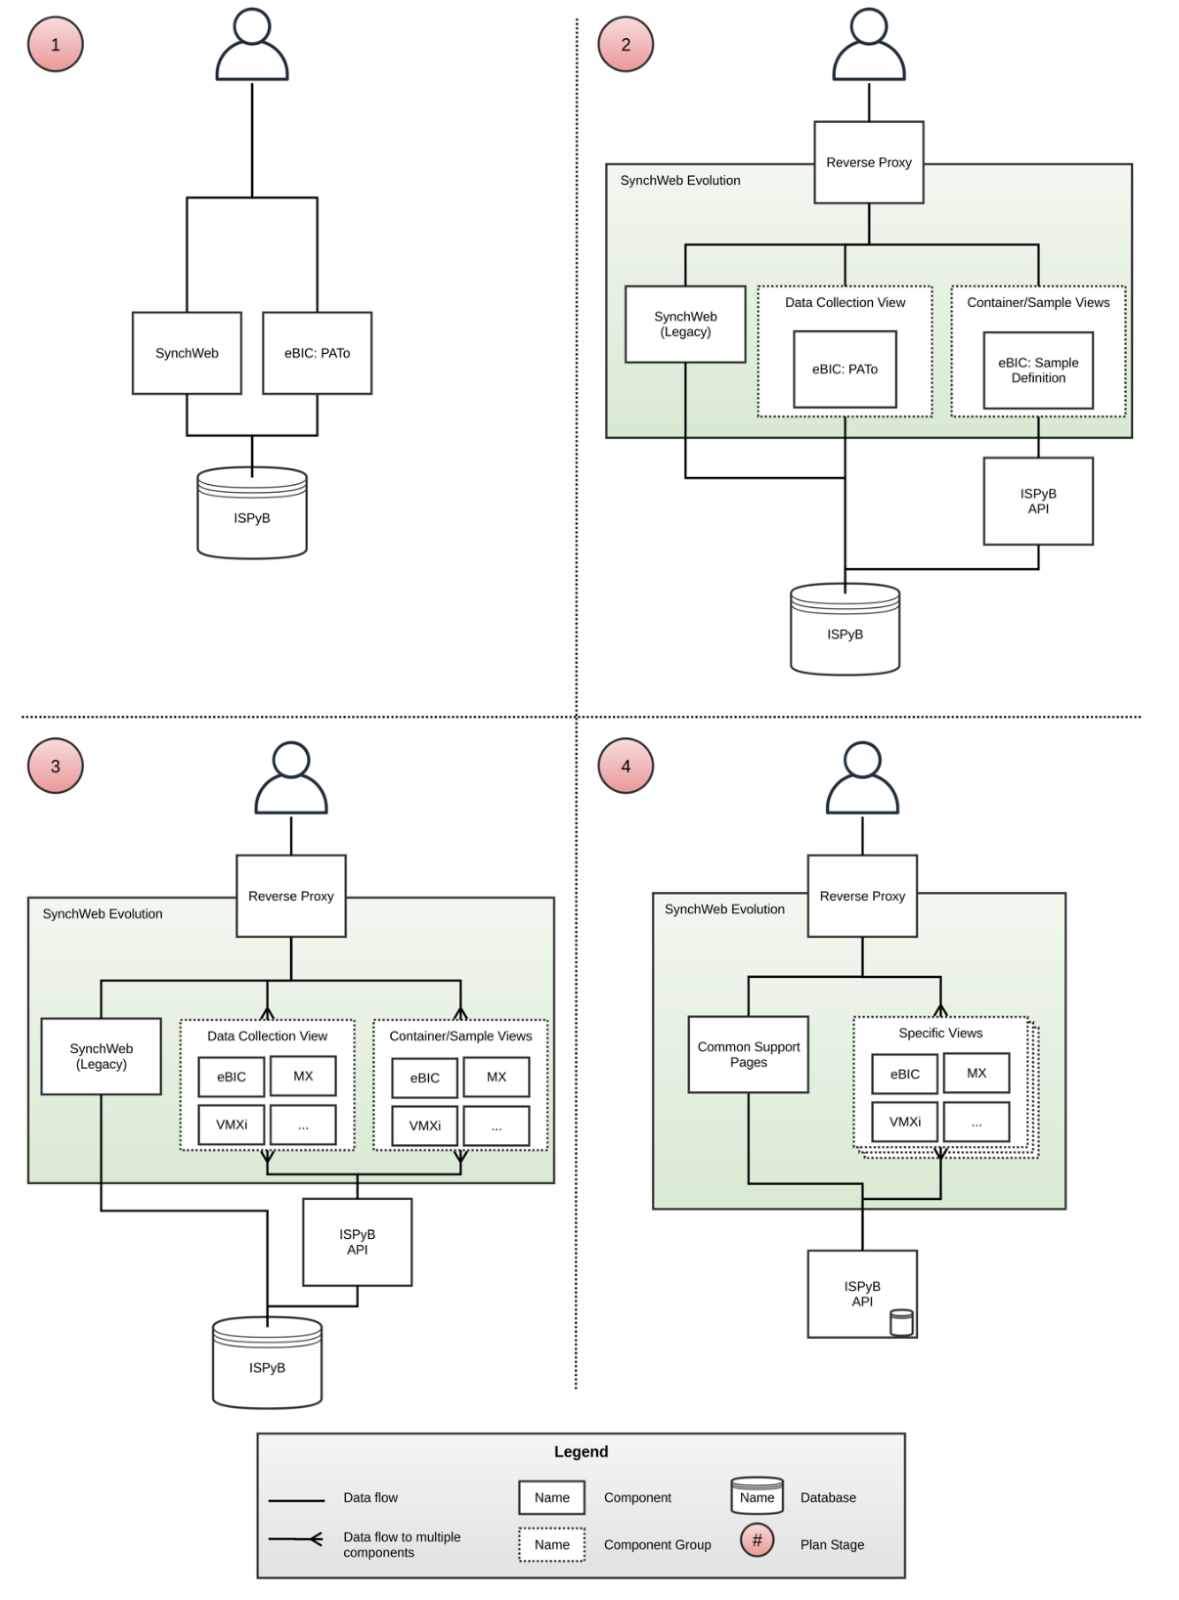 1
SynchWeb
eBIC: PATo
ISPyB
2
Reverse Proxy
SynchWeb Evolution
SynchWeb
(Legacy)
Data Collection View
eBIC: PATo
Container/Sample Views
eBIC: Sample
Definition
ISPyB
API
ISPyB
3
Reverse Proxy
SynchWeb Evolution
SynchWeb
(Legacy)
Data Collection View
eBIC
MX
VMXi
...
Container/Sample Views
eBIC
MX
VMXi
...
ISPyB
API
ISPyB
4
Reverse Proxy
SynchWeb Evolution
Common Support
Pages
Specific Views
eBIC
MX
VMXi
...
ISPyB
API
Legend
Data flow
Name
Component
Name
Database
Data flow to multiple
components
Name
Component Group
#
Plan Stage